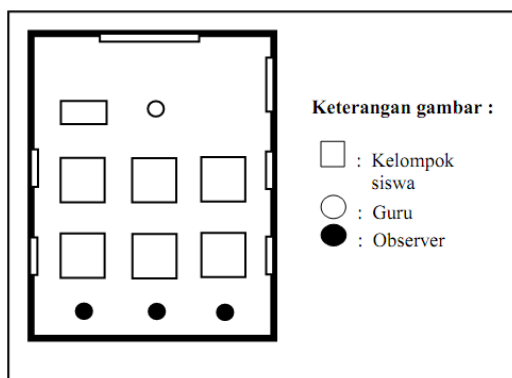 Keterangan gambar :
: Kelompok
siswa
: Guru
: Observer